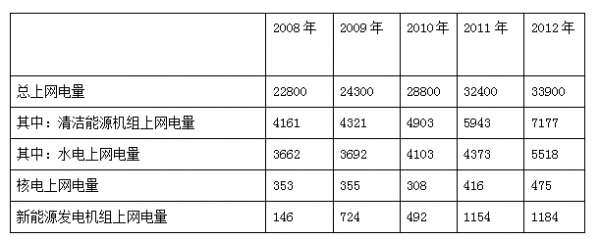 2008 年 2009 年 2010 年 2011 年 2012 年
总上网电量 22800 24300 28800 32400 33900
其中：清洁能源机组上网电量 4161 4321 4903 5943 7177
其中：水电上网电量 3662 3692 4103 4373 5518
核电上网电量 353 355 308 416 475
新能源发电机组上网电量 146 724 492 1154 1184